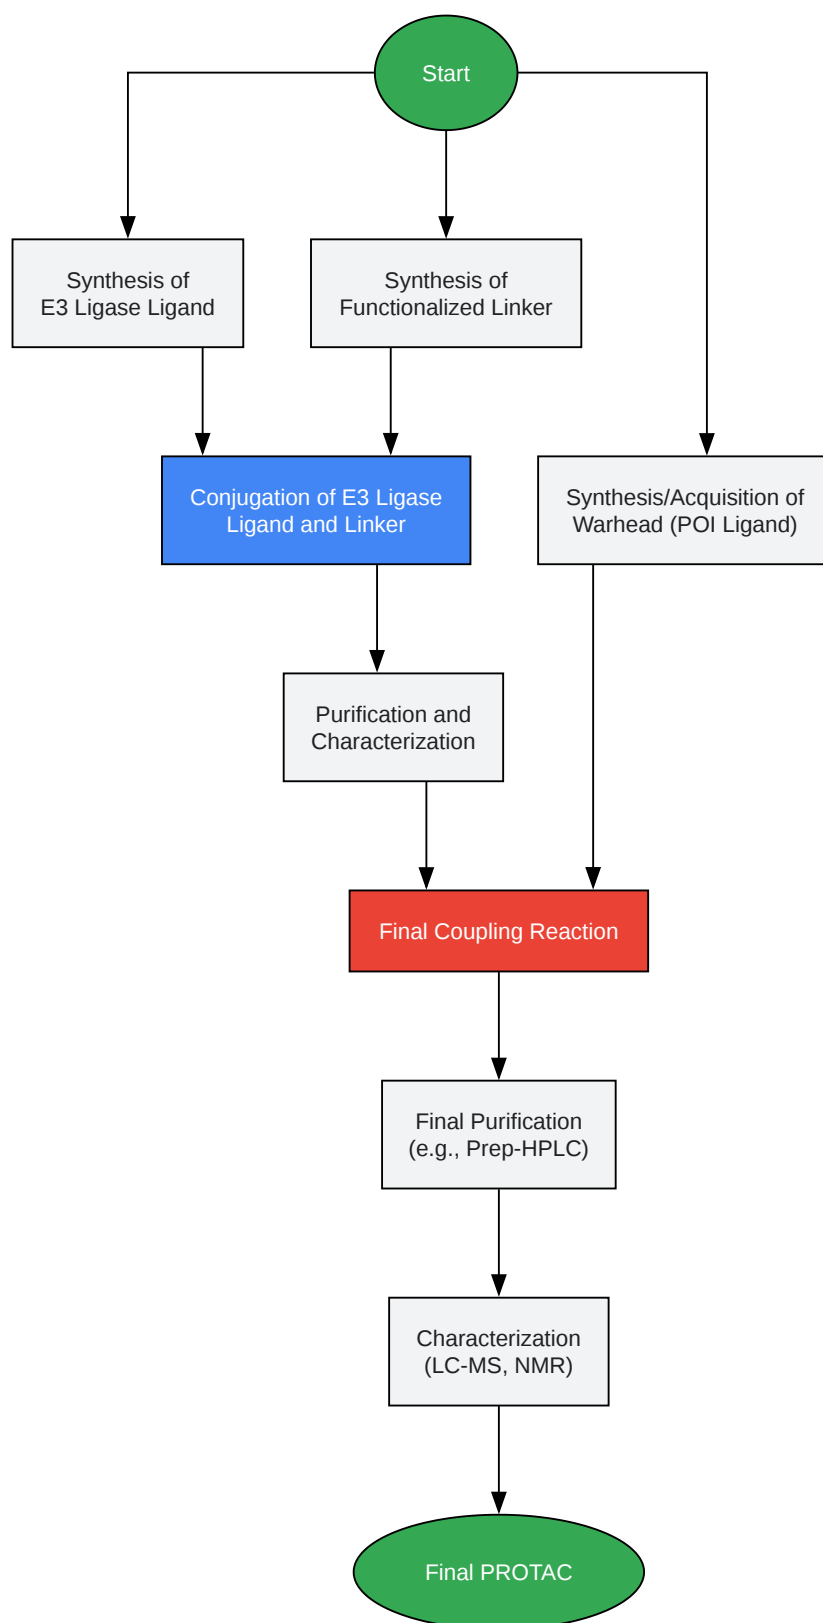 Start
Synthesis of
E3 Ligase Ligand
Synthesis of
Functionalized Linker
Conjugation of E3 Ligase
Ligand and Linker
Synthesis/Acquisition of
Warhead (POI Ligand)
Purification and
Characterization
Final Coupling Reaction
Final Purification
(e.g., Prep-HPLC)
Characterization
(LC-MS, NMR)
Final PROTAC